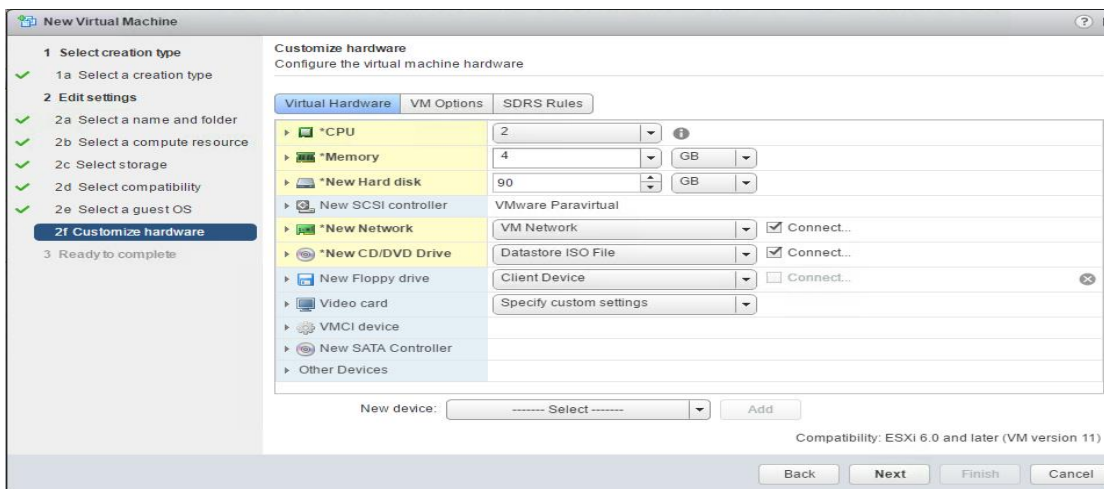 New Virtual Machine
1 Select creation type
1a Select a creation type
2 Edit settings
2a Select a name and folder
2b Select a compute resource
2c Select storage
2d Select compatibility
2e Select a guest OS
2f Customize hardware
3 Ready to complete
Customize hardware
Configure the virtual machine hardware
Virtual Hardware VM Options SDRS Rules
*CPU 2
*Memory 4 GB
*New Hard disk 90 GB
New SCSI controller VMware Paravirtual
*New Network VM Network Connect...
*New CD/DVD Drive Datastore ISO File Connect...
New Floppy drive Client Device Connect...
Video card Specify custom settings
VMCI device
New SATA Controller
Other Devices
New device: ------- Select ------- Add
Compatibility: ESXi 6.0 and later (VM version 11)
Back Next Finish Cancel